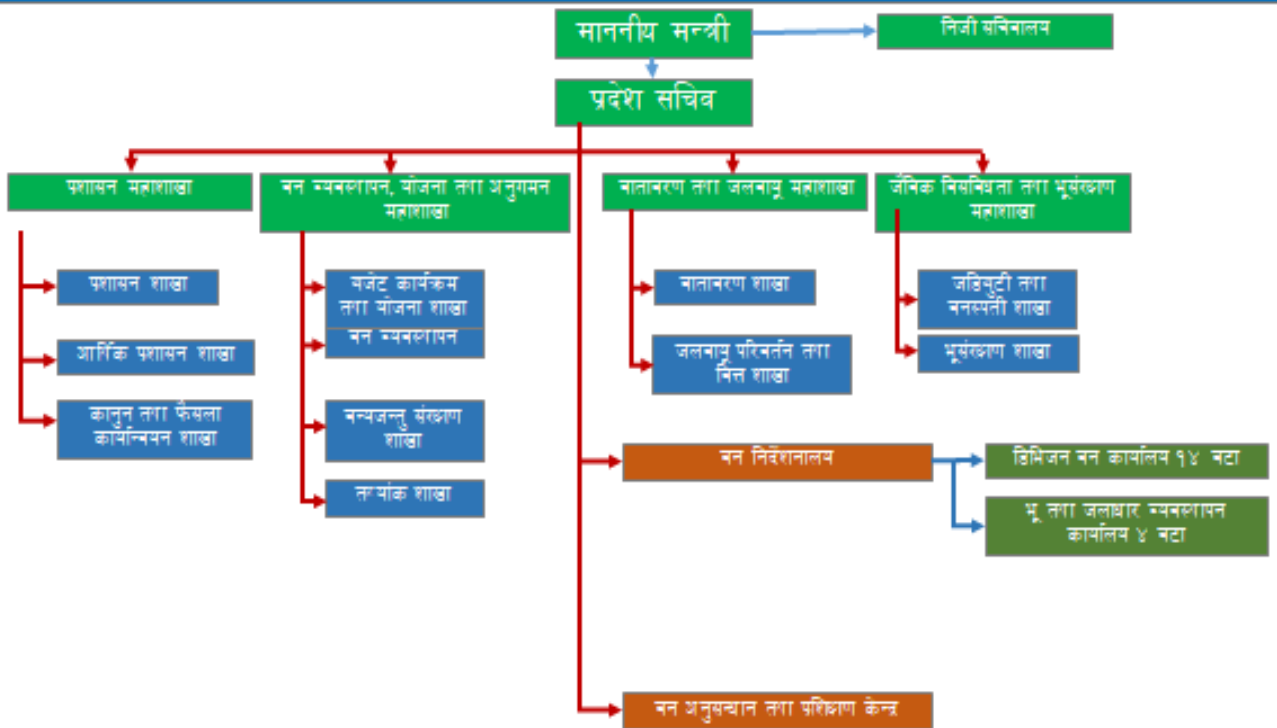 माननीय मन्त्री
निजी सचिवालय
प्रदेश सचिव
प्रशासन महाशाखा
वन व्यवस्थापन, योजना तथा अनुगमन
महाशाखा
वातावरण तथा जलवायू महाशाखा
जैविक विविधता तथा भूसंरक्षण
महाशाखा
प्रशासन शाखा
आर्थिक प्रशासन शाखा
कानुन तथा फैसला
कार्यान्वयन शाखा
बजेट कार्यक्रम
तथा योजना शाखा
वन व्यवस्थापन
वन्यजन्तु संरक्षण
शाखा
तथ्यांक शाखा
वातावरण शाखा
जलवायू परिवर्तन तथा
वित्त शाखा
जडिबुटी तथा
वनस्पती शाखा
भूसंरक्षण शाखा
वन निर्देशनालय
डिभिजन वन कार्यालय १४ वटा
भू तथा जलाधार व्यवस्थापन
कार्यालय ४ वटा
वन अनुसन्धान तथा प्रशिक्षण केन्द्र